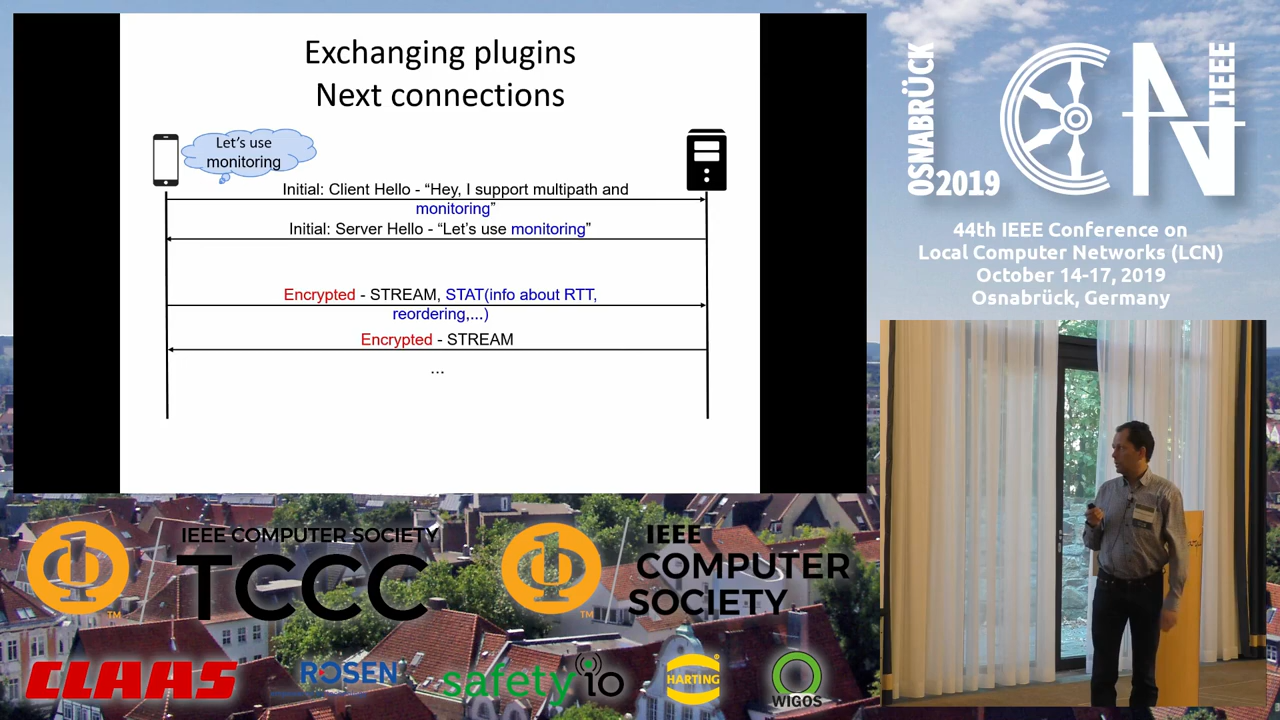 Exchanging plugins
Next connections
Let's use
monitoring
Initial: Client Hello - “Hey, I support multipath and
monitoring”
Initial: Server Hello - “Let’s use monitoring”
Encrypted - STREAM, STAT(info about RTT,
reordering,...)
Encrypted - STREAM
...
OSNABRÜCK
2019
LCN
IEEE
44th IEEE Conference on
Local Computer Networks (LCN)
October 14-17, 2019
Osnabrück, Germany
IEEE COMPUTER SOCIETY
TCCC
TM
IEEE
COMPUTER
SOCIETY
TM
CLAAS
ROSEN
safety io
HARTING
WIGOS